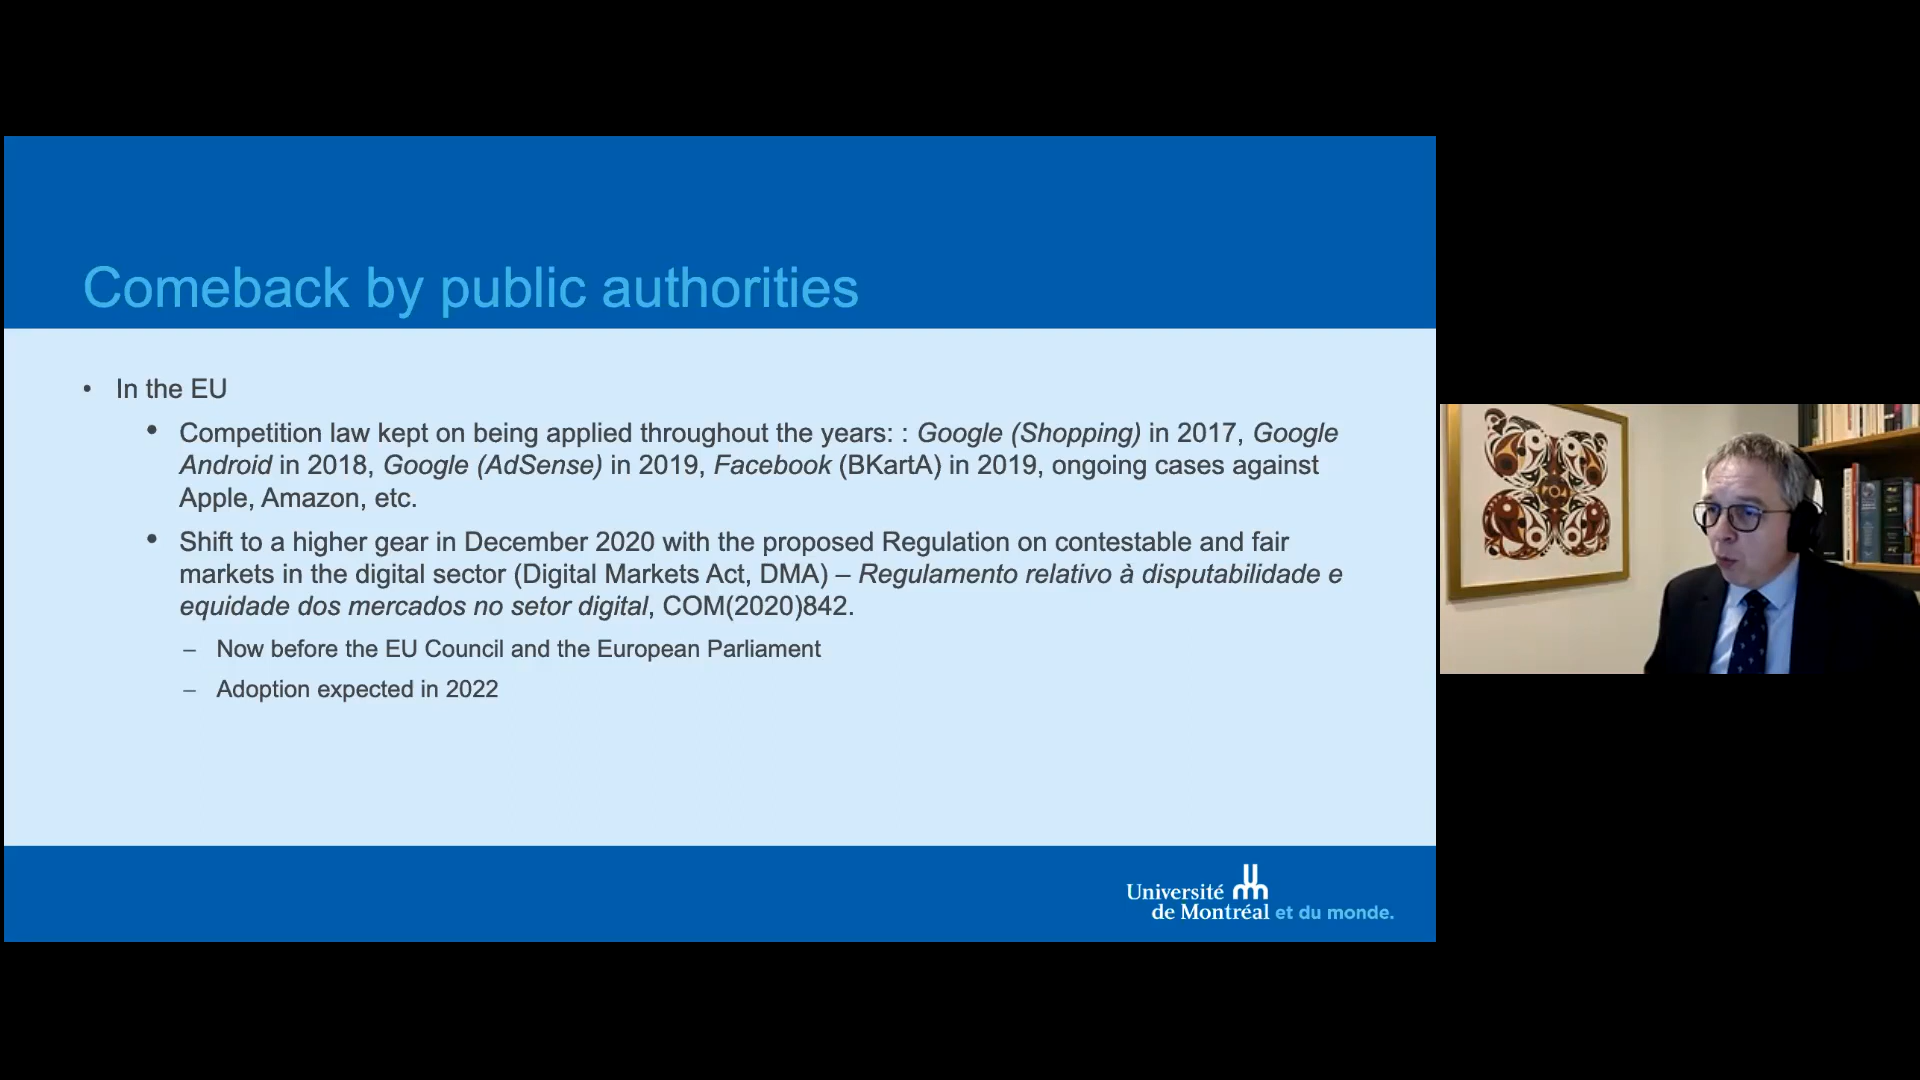 Comeback by public authorities
• In the EU
• Competition law kept on being applied throughout the years: : Google (Shopping) in 2017, Google
Android in 2018, Google (AdSense) in 2019, Facebook (BKartA) in 2019, ongoing cases against
Apple, Amazon, etc.
• Shift to a higher gear in December 2020 with the proposed Regulation on contestable and fair
markets in the digital sector (Digital Markets Act, DMA) – Regulamento relativo à disputabilidade e
equidade dos mercados no setor digital, COM(2020)842.
– Now before the EU Council and the European Parliament
– Adoption expected in 2022
Université
de Montréal et du monde.